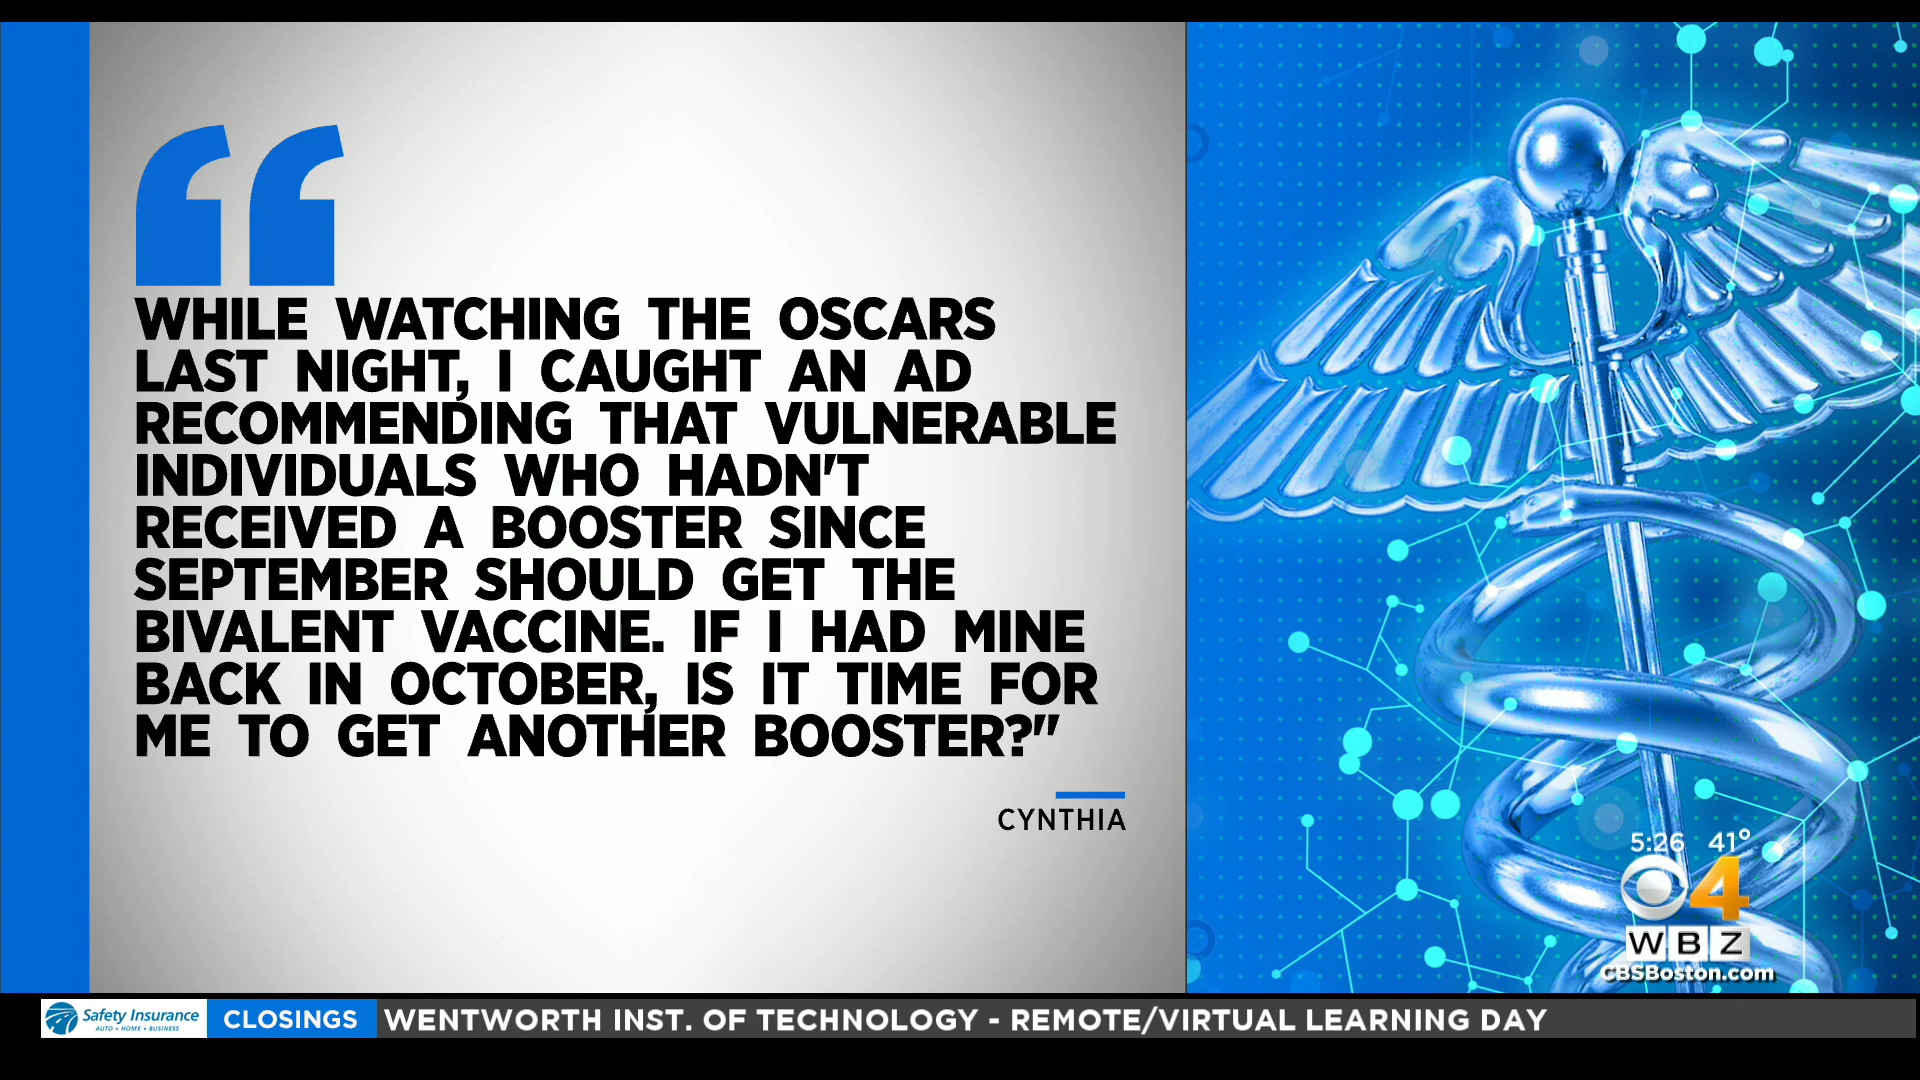 WHILE WATCHING THE OSCARS
LAST NIGHT, I CAUGHT AN AD
RECOMMENDING THAT VULNERABLE
INDIVIDUALS WHO HADN'T
RECEIVED A BOOSTER SINCE
SEPTEMBER SHOULD GET THE
BIVALENT VACCINE. IF I HAD MINE
BACK IN OCTOBER, IS IT TIME FOR
ME TO GET ANOTHER BOOSTER?"
CYNTHIA
5:26 41°
4
WBZ
CBSBoston.com
Safety Insurance
AUTO • HOME • BUSINESS
CLOSINGS
WENTWORTH INST. OF TECHNOLOGY - REMOTE/VIRTUAL LEARNING DAY